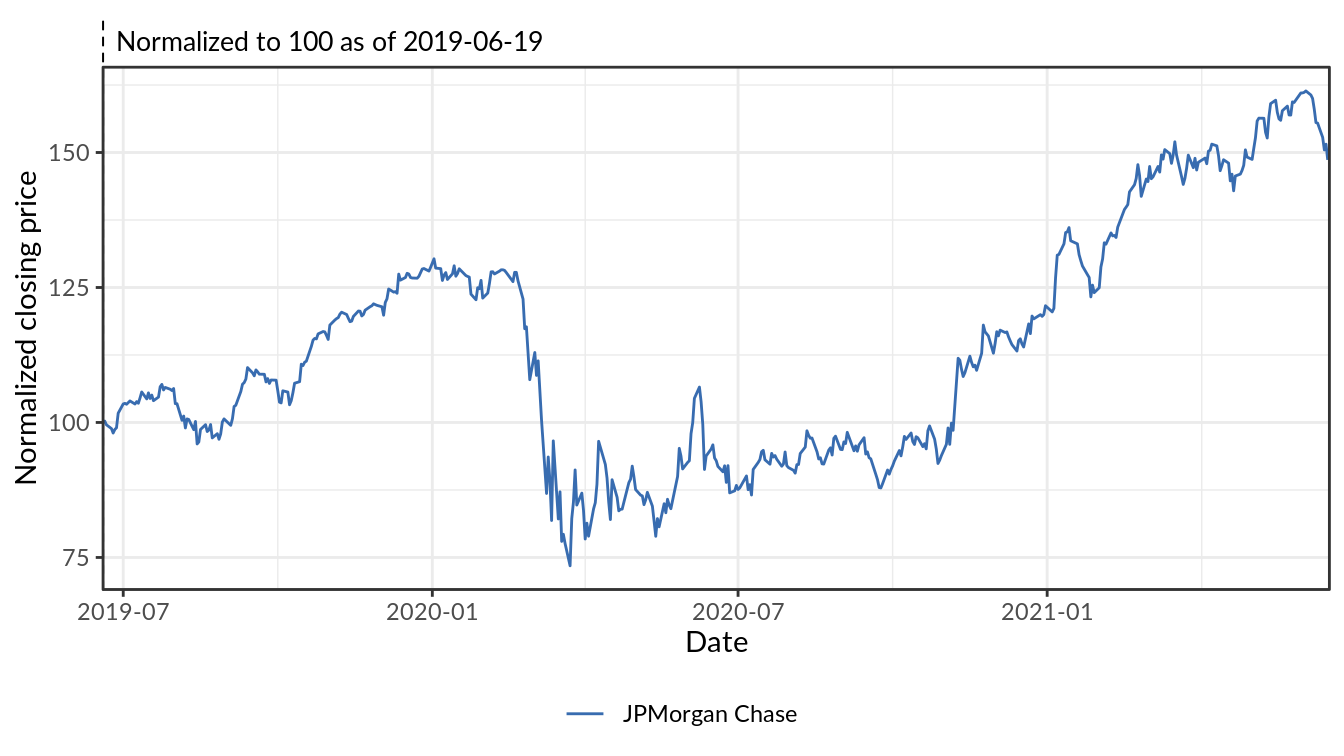 Normalized to 100 as of 2019-06-19
Normalized closing price
150
125
100
75
2019-07
2020-01
2020-07
2021-01
Date
JPMorgan Chase